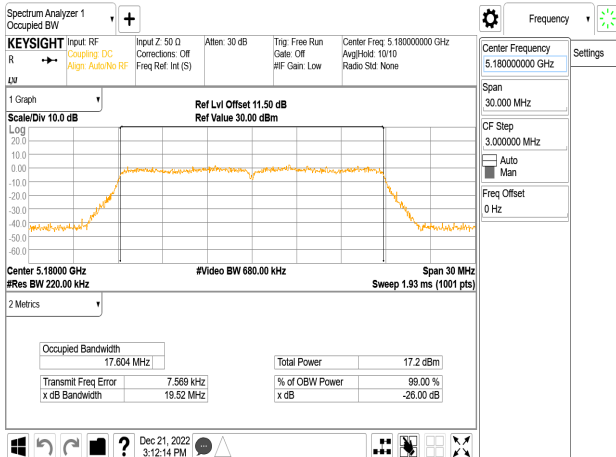 Spectrum Analyzer 1
Occupied BW
KEYSIGHT
R
LXI
Input: RF
Coupling: DC
Align: Auto/No RF
Input Z: 50 Ω
Corrections: Off
Freq Ref: Int (S)
Atten: 30 dB
Trig: Free Run
Gate: Off
#IF Gain: Low
Center Freq: 5.180000000 GHz
Avg|Hold: 10/10
Radio Std: None
1 Graph
Scale/Div 10.0 dB
Ref Lvl Offset 11.50 dB
Ref Value 30.00 dBm
Log
20.0
10.0
0.00
-10.0
-20.0
-30.0
-40.0
-50.0
-60.0
Center 5.18000 GHz
#Res BW 220.00 kHz
#Video BW 680.00 kHz
Span 30 MHz
Sweep 1.93 ms (1001 pts)
2 Metrics
Occupied Bandwidth
17.604 MHz
Transmit Freq Error 7.569 kHz
x dB Bandwidth 19.52 MHz
Total Power 17.2 dBm
% of OBW Power 99.00 %
x dB -26.00 dB
Dec 21, 2022
3:12:14 PM
Frequency
Center Frequency
5.180000000 GHz
Span
30.000 MHz
CF Step
3.000000 MHz
Auto
Man
Freq Offset
0 Hz
Settings